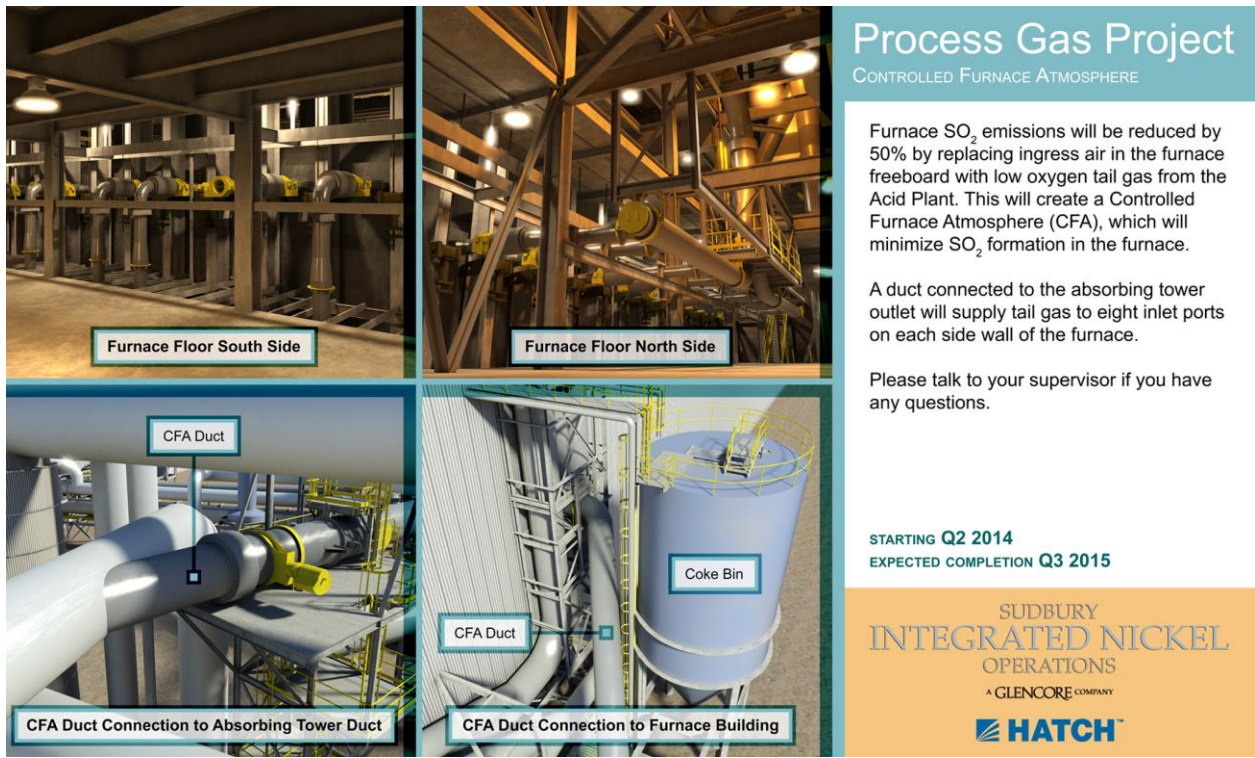 Furnace Floor South Side
Furnace Floor North Side
CFA Duct
CFA Duct Connection to Absorbing Tower Duct
CFA Duct
Coke Bin
CFA Duct Connection to Furnace Building
Process Gas Project
CONTROLLED FURNACE ATMOSPHERE
Furnace SO₂ emissions will be reduced by
50% by replacing ingress air in the furnace
freeboard with low oxygen tail gas from the
Acid Plant. This will create a Controlled
Furnace Atmosphere (CFA), which will
minimize SO₂ formation in the furnace.
A duct connected to the absorbing tower
outlet will supply tail gas to eight inlet ports
on each side wall of the furnace.
Please talk to your supervisor if you have
any questions.
STARTING Q2 2014
EXPECTED COMPLETION Q3 2015
SUDBURY
INTEGRATED NICKEL
OPERATIONS
A GLENCORE COMPANY
HATCH™